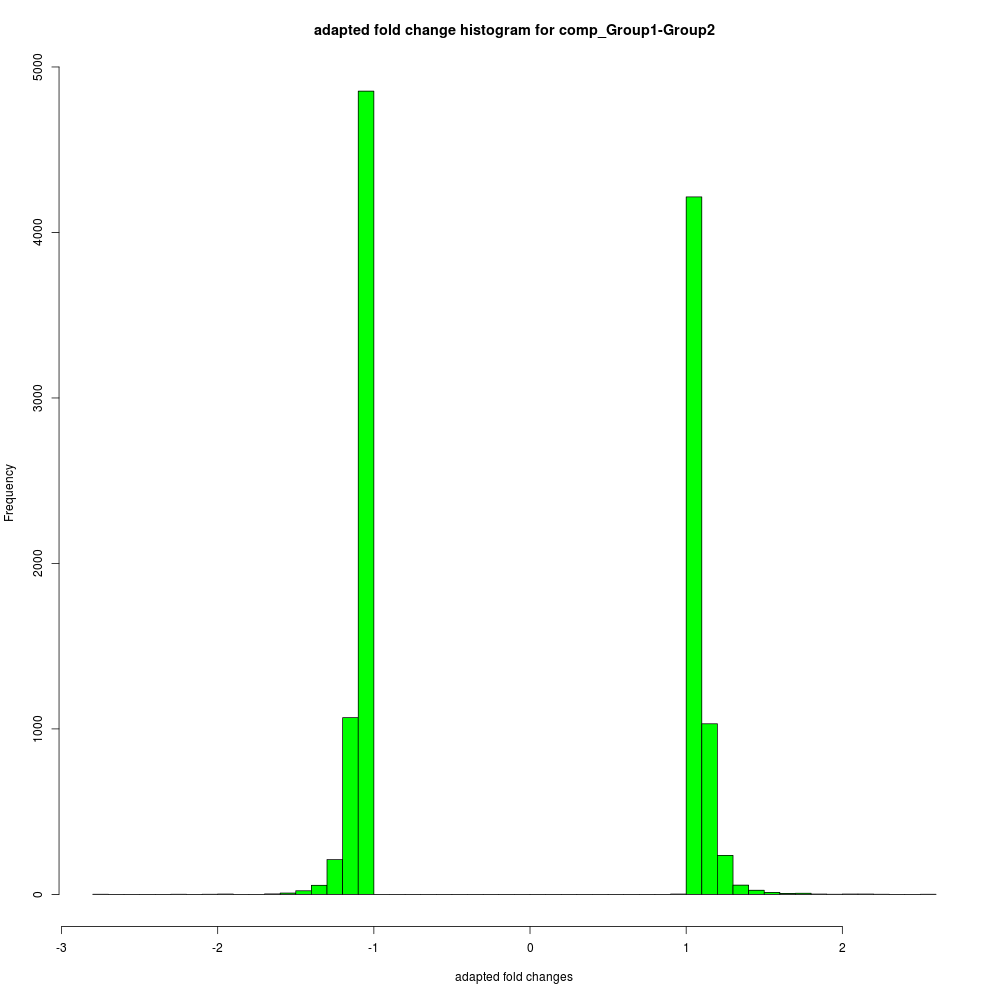 adapted fold change histogram for comp_Group1-Group2
5000
4000
3000
2000
1000
0
Frequency
-3 -2 -1 0 1 2
adapted fold changes